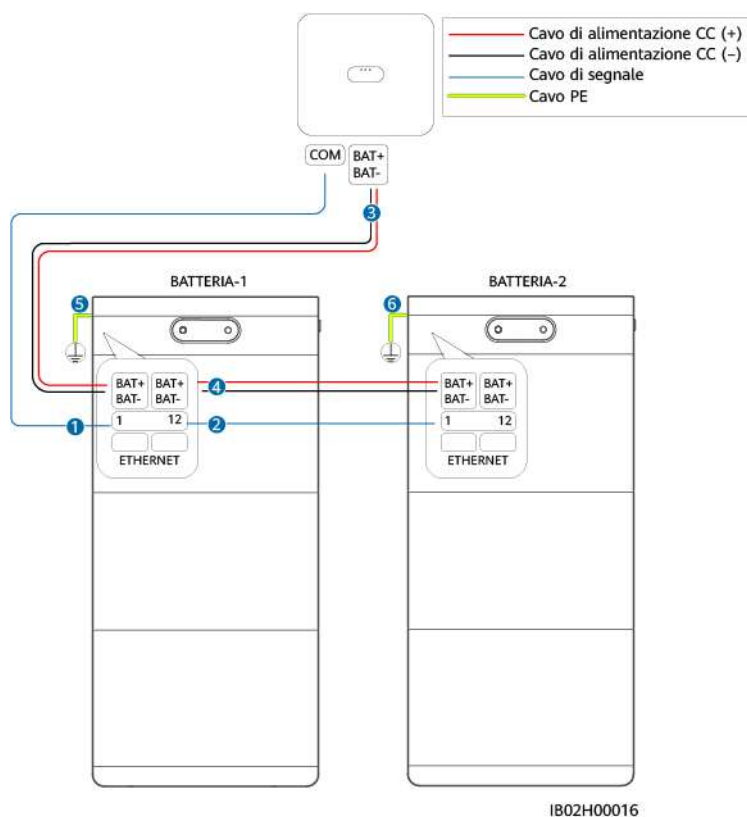 Cavo di alimentazione CC (+)
Cavo di alimentazione CC (–)
Cavo di segnale
Cavo PE
COM
BAT+
BAT-
3
BATTERIA-1
BATTERIA-2
5
6
BAT+ BAT+
BAT- BAT-
4
BAT+ BAT+
BAT- BAT-
1
1 12
2
1 12
ETHERNET
ETHERNET
IB02H00016